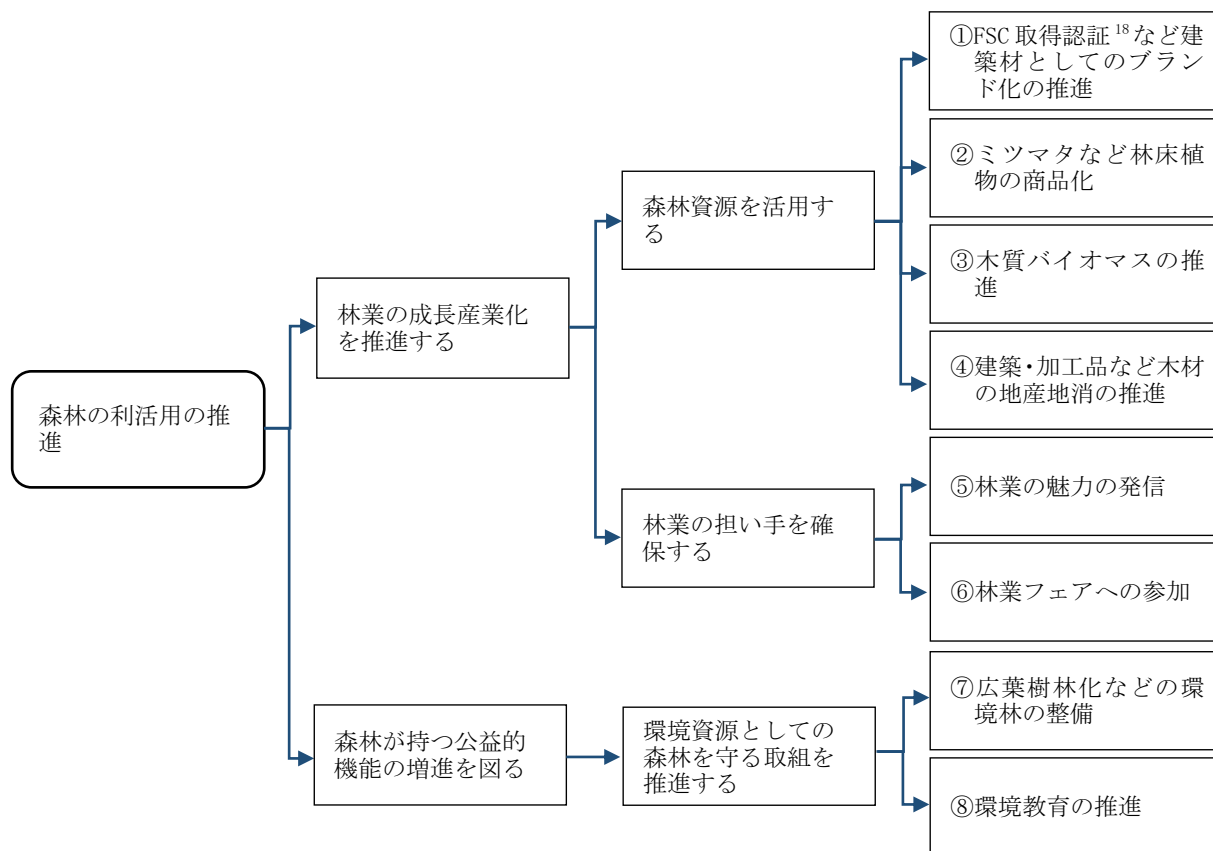 森林の利活用の推
進
林業の成長産業化
を推進する
森林が持つ公益的
機能の増進を図る
森林資源を活用す
る
林業の担い手を確
保する
環境資源としての
森林を守る取組を
推進する
①FSC 取得認証18など建
築材としてのブラン
ド化の推進
②ミツマタなど林床植
物の商品化
③木質バイオマスの推
進
④建築・加工品など木材
の地産地消の推進
⑤林業の魅力の発信
⑥林業フェアへの参加
⑦広葉樹林化などの環
境林の整備
⑧環境教育の推進